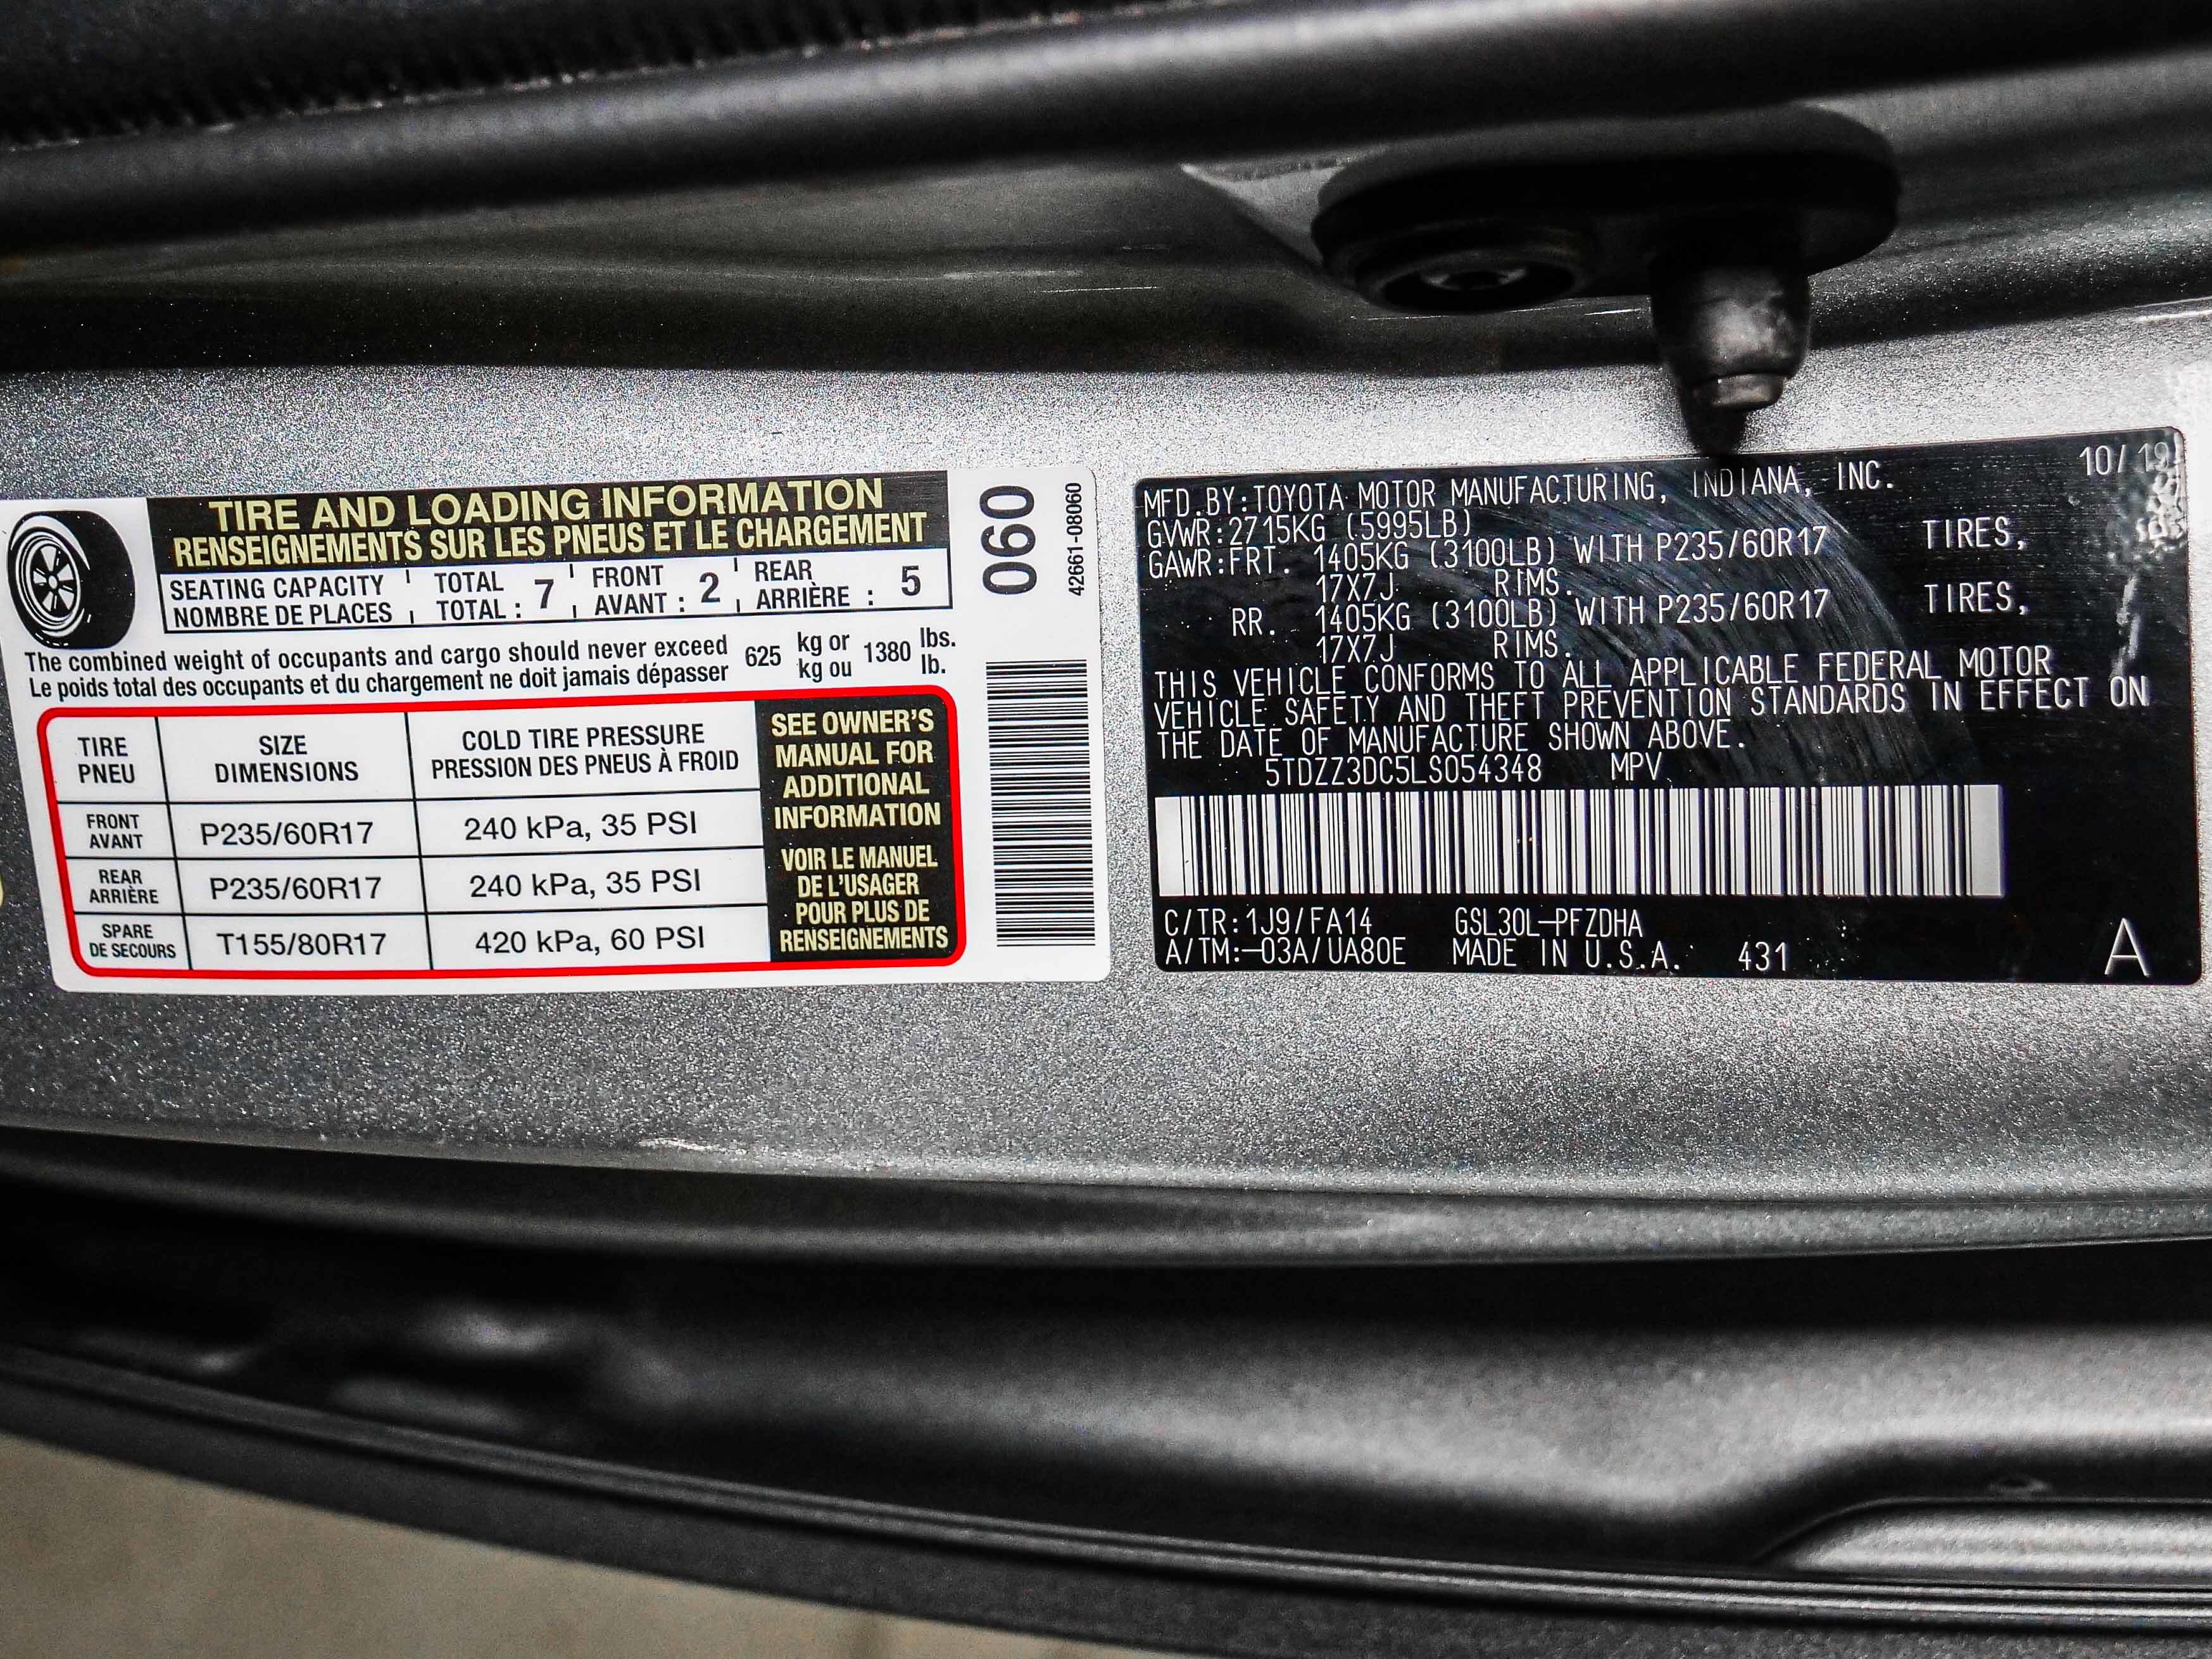 TIRE AND LOADING INFORMATION
RENSEIGNEMENTS SUR LES PNEUS ET LE CHARGEMENT
SEATING CAPACITY TOTAL 7 FRONT 2 REAR 5
NOMBRE DE PLACES TOTAL : AVANT : ARRIÈRE :
The combined weight of occupants and cargo should never exceed 625 kg or 1380 lbs.
Le poids total des occupants et du chargement ne doit jamais dépasser kg ou lb.
TIRE SIZE COLD TIRE PRESSURE
PNEU DIMENSIONS PRESSION DES PNEUS À FROID
FRONT
AVANT P235/60R17 240 kPa, 35 PSI
REAR
ARRIÈRE P235/60R17 240 kPa, 35 PSI
SPARE
DE SECOURS T155/80R17 420 kPa, 60 PSI
SEE OWNER'S
MANUAL FOR
ADDITIONAL
INFORMATION
VOIR LE MANUEL
DE L'USAGER
POUR PLUS DE
RENSEIGNEMENTS
060
42661-08060
10/19
MFD.BY:TOYOTA MOTOR MANUFACTURING, INDIANA, INC.
GVWR:2715KG (5995LB)
GAWR:FRT. 1405KG (3100LB) WITH P235/60R17 TIRES,
17X7J RIMS.
RR. 1405KG (3100LB) WITH P235/60R17 TIRES,
17X7J RIMS.
THIS VEHICLE CONFORMS TO ALL APPLICABLE FEDERAL MOTOR
VEHICLE SAFETY AND THEFT PREVENTION STANDARDS IN EFFECT ON
THE DATE OF MANUFACTURE SHOWN ABOVE.
5TDZZ3DC5LS054348 MPV
C/TR:1J9/FA14 GSL30L-PFZDHA
A/TM:-03A/UA80E MADE IN U.S.A. 431
A